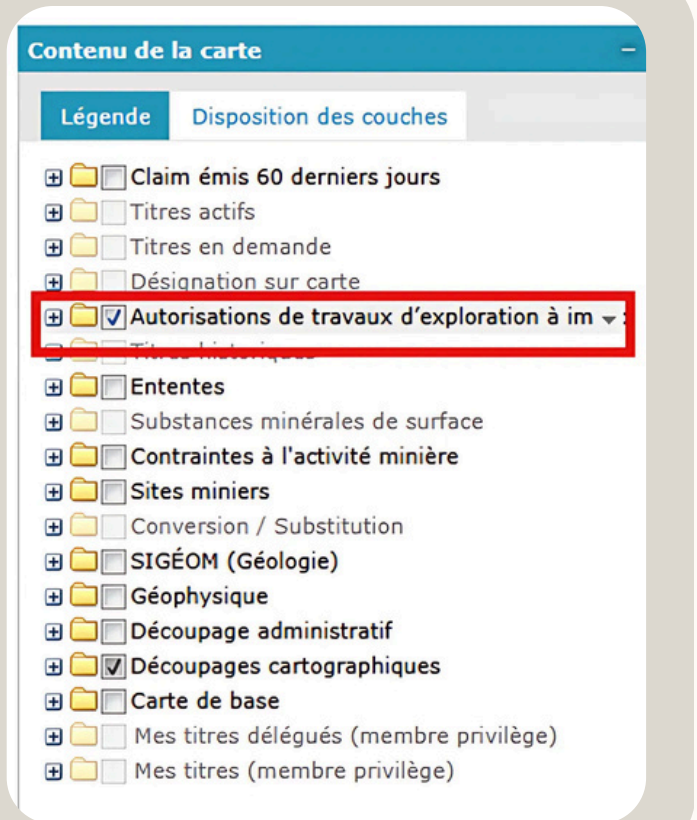 Contenu de la carte
Légende Disposition des couches
Claim émis 60 derniers jours
Titres actifs
Titres en demande
Désignation sur carte
Autorisations de travaux d’exploration à im
Titres historiques
Ententes
Substances minérales de surface
Contraintes à l'activité minière
Sites miniers
Conversion / Substitution
SIGÉOM (Géologie)
Géophysique
Découpage administratif
Découpages cartographiques
Carte de base
Mes titres délégués (membre privilège)
Mes titres (membre privilège)